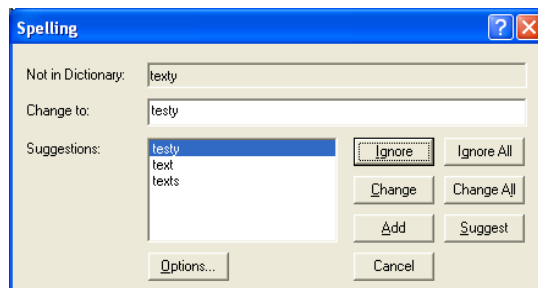 Spelling
Not in Dictionary: texty
Change to: testy
Suggestions: testy Ignore Ignore All
text
texts
Change Change All
Add Suggest
Options... Cancel